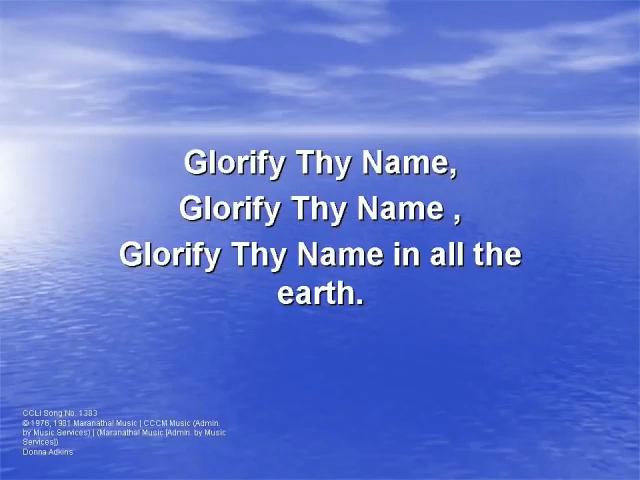 Glorify Thy Name,
Glorify Thy Name ,
Glorify Thy Name in all the
earth.
CCLI Song No. 1383
© 1976, 1981 Maranatha! Music | CCCM Music (Admin.
by Music Services) | (Maranatha! Music [Admin. by Music
Services])
Donna Adkins